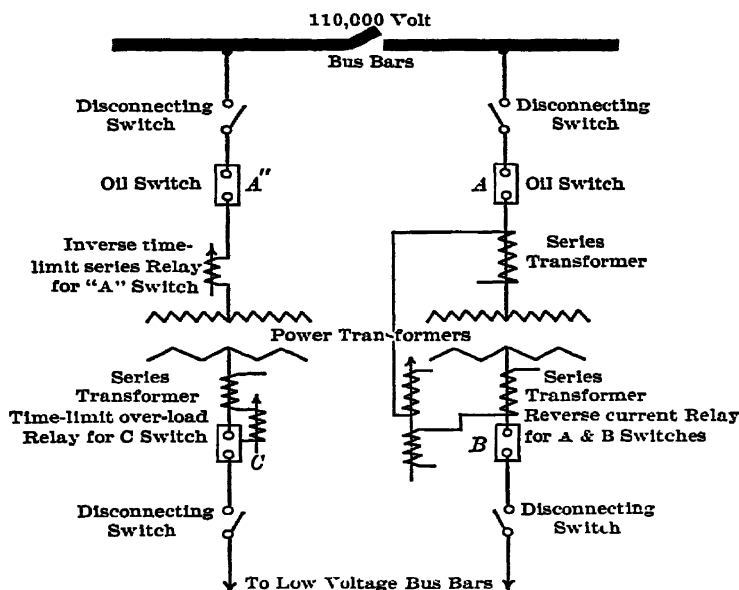 110,000 Volt
Bus Bars
Disconnecting
Switch
Disconnecting
Switch
Oil Switch
A"
A
Oil Switch
Inverse time-
limit series Relay
for "A" Switch
Series
Transformer
Power Tran-formers
Series
Transformer
Time-limit over-load
Relay for C Switch
C
Series
Transformer
Reverse current Relay
for A & B Switches
B
Disconnecting
Switch
Disconnecting
Switch
To Low Voltage Bus Bars